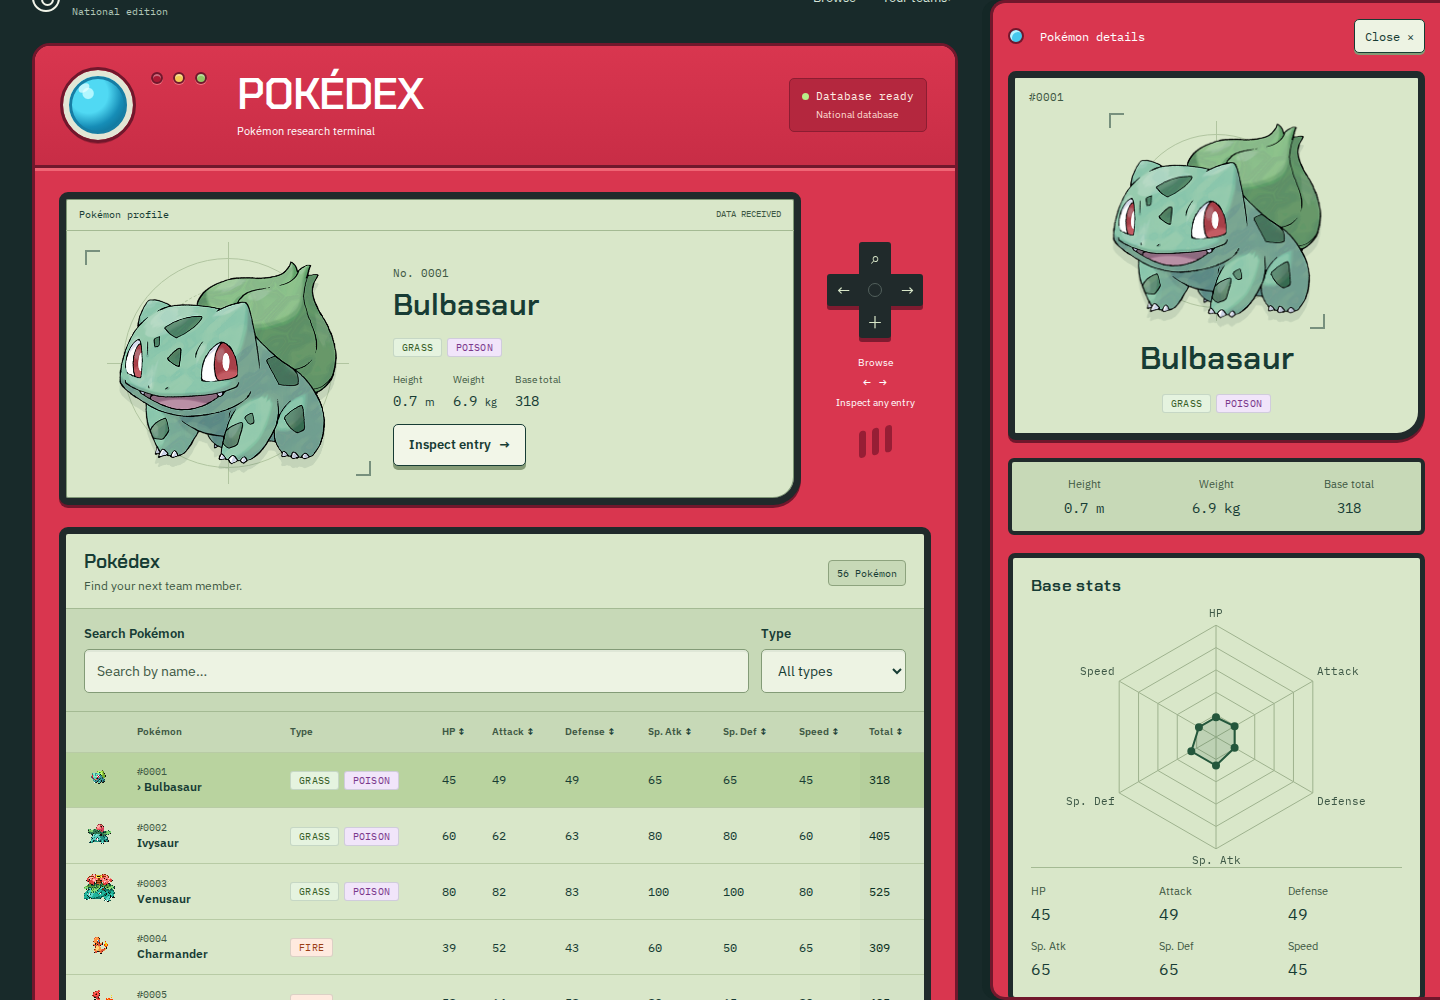 National edition
POKÉDEX
Pokémon research terminal
Database ready
National database
Pokémon profile
DATA RECEIVED
No. 0001
Bulbasaur
GRASS POISON
Height Weight Base total
0.7 m 6.9 kg 318
Inspect entry →
Browse
← →
Inspect any entry
Pokédex
Find your next team member.
56 Pokémon
Search Pokémon
Type
Search by name...
All types
Pokémon Type HP Attack Defense Sp. Atk Sp. Def Speed Total
#0001
› Bulbasaur
GRASS POISON 45 49 49 65 65 45 318
#0002
Ivysaur
GRASS POISON 60 62 63 80 80 60 405
#0003
Venusaur
GRASS POISON 80 82 83 100 100 80 525
#0004
Charmander
FIRE 39 52 43 60 50 65 309
#0005
Pokémon details
Close ×
#0001
Bulbasaur
GRASS POISON
Height Weight Base total
0.7 m 6.9 kg 318
Base stats
HP
Speed
Attack
Sp. Def
Defense
Sp. Atk
HP Attack Defense
45 49 49
Sp. Atk Sp. Def Speed
65 65 45